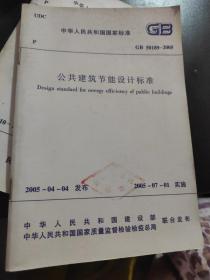 UDC
中华人民共和国国家标准
GB
P
GB 50189-2005
公共建筑节能设计标准
Design standard for energy efficiency of public buildings
2005-04-04 发布
2005-07-01 实施
中华人民共和国建设部
中华人民共和国国家质量监督检验检疫总局
联合发布